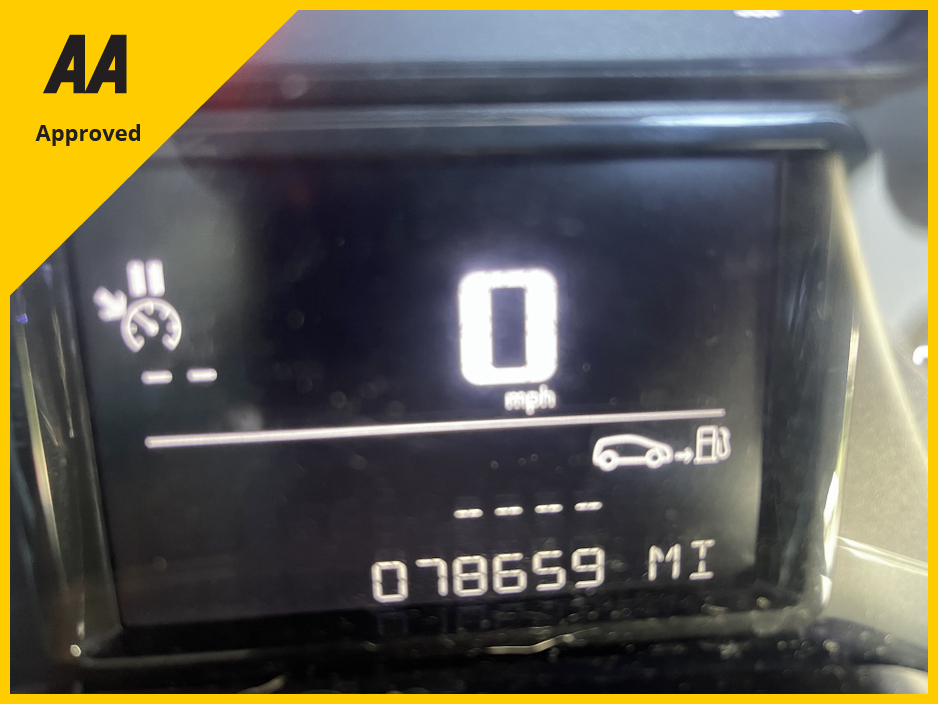 AA
Approved
0
mph
-- 
----
078659 MI